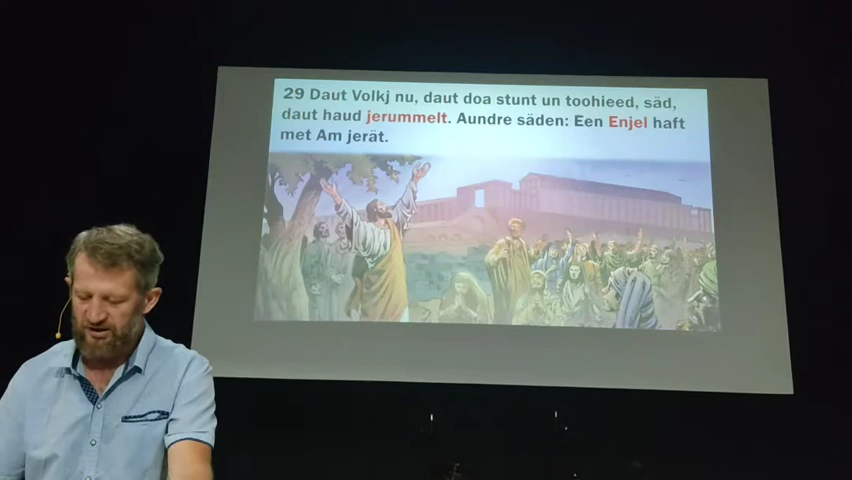 29 Daut Volkj nu, daut doa stunt un toohieed, säd,
daut haud jerummelt. Aundre säden: Een Enjel haft
met Am jerät.